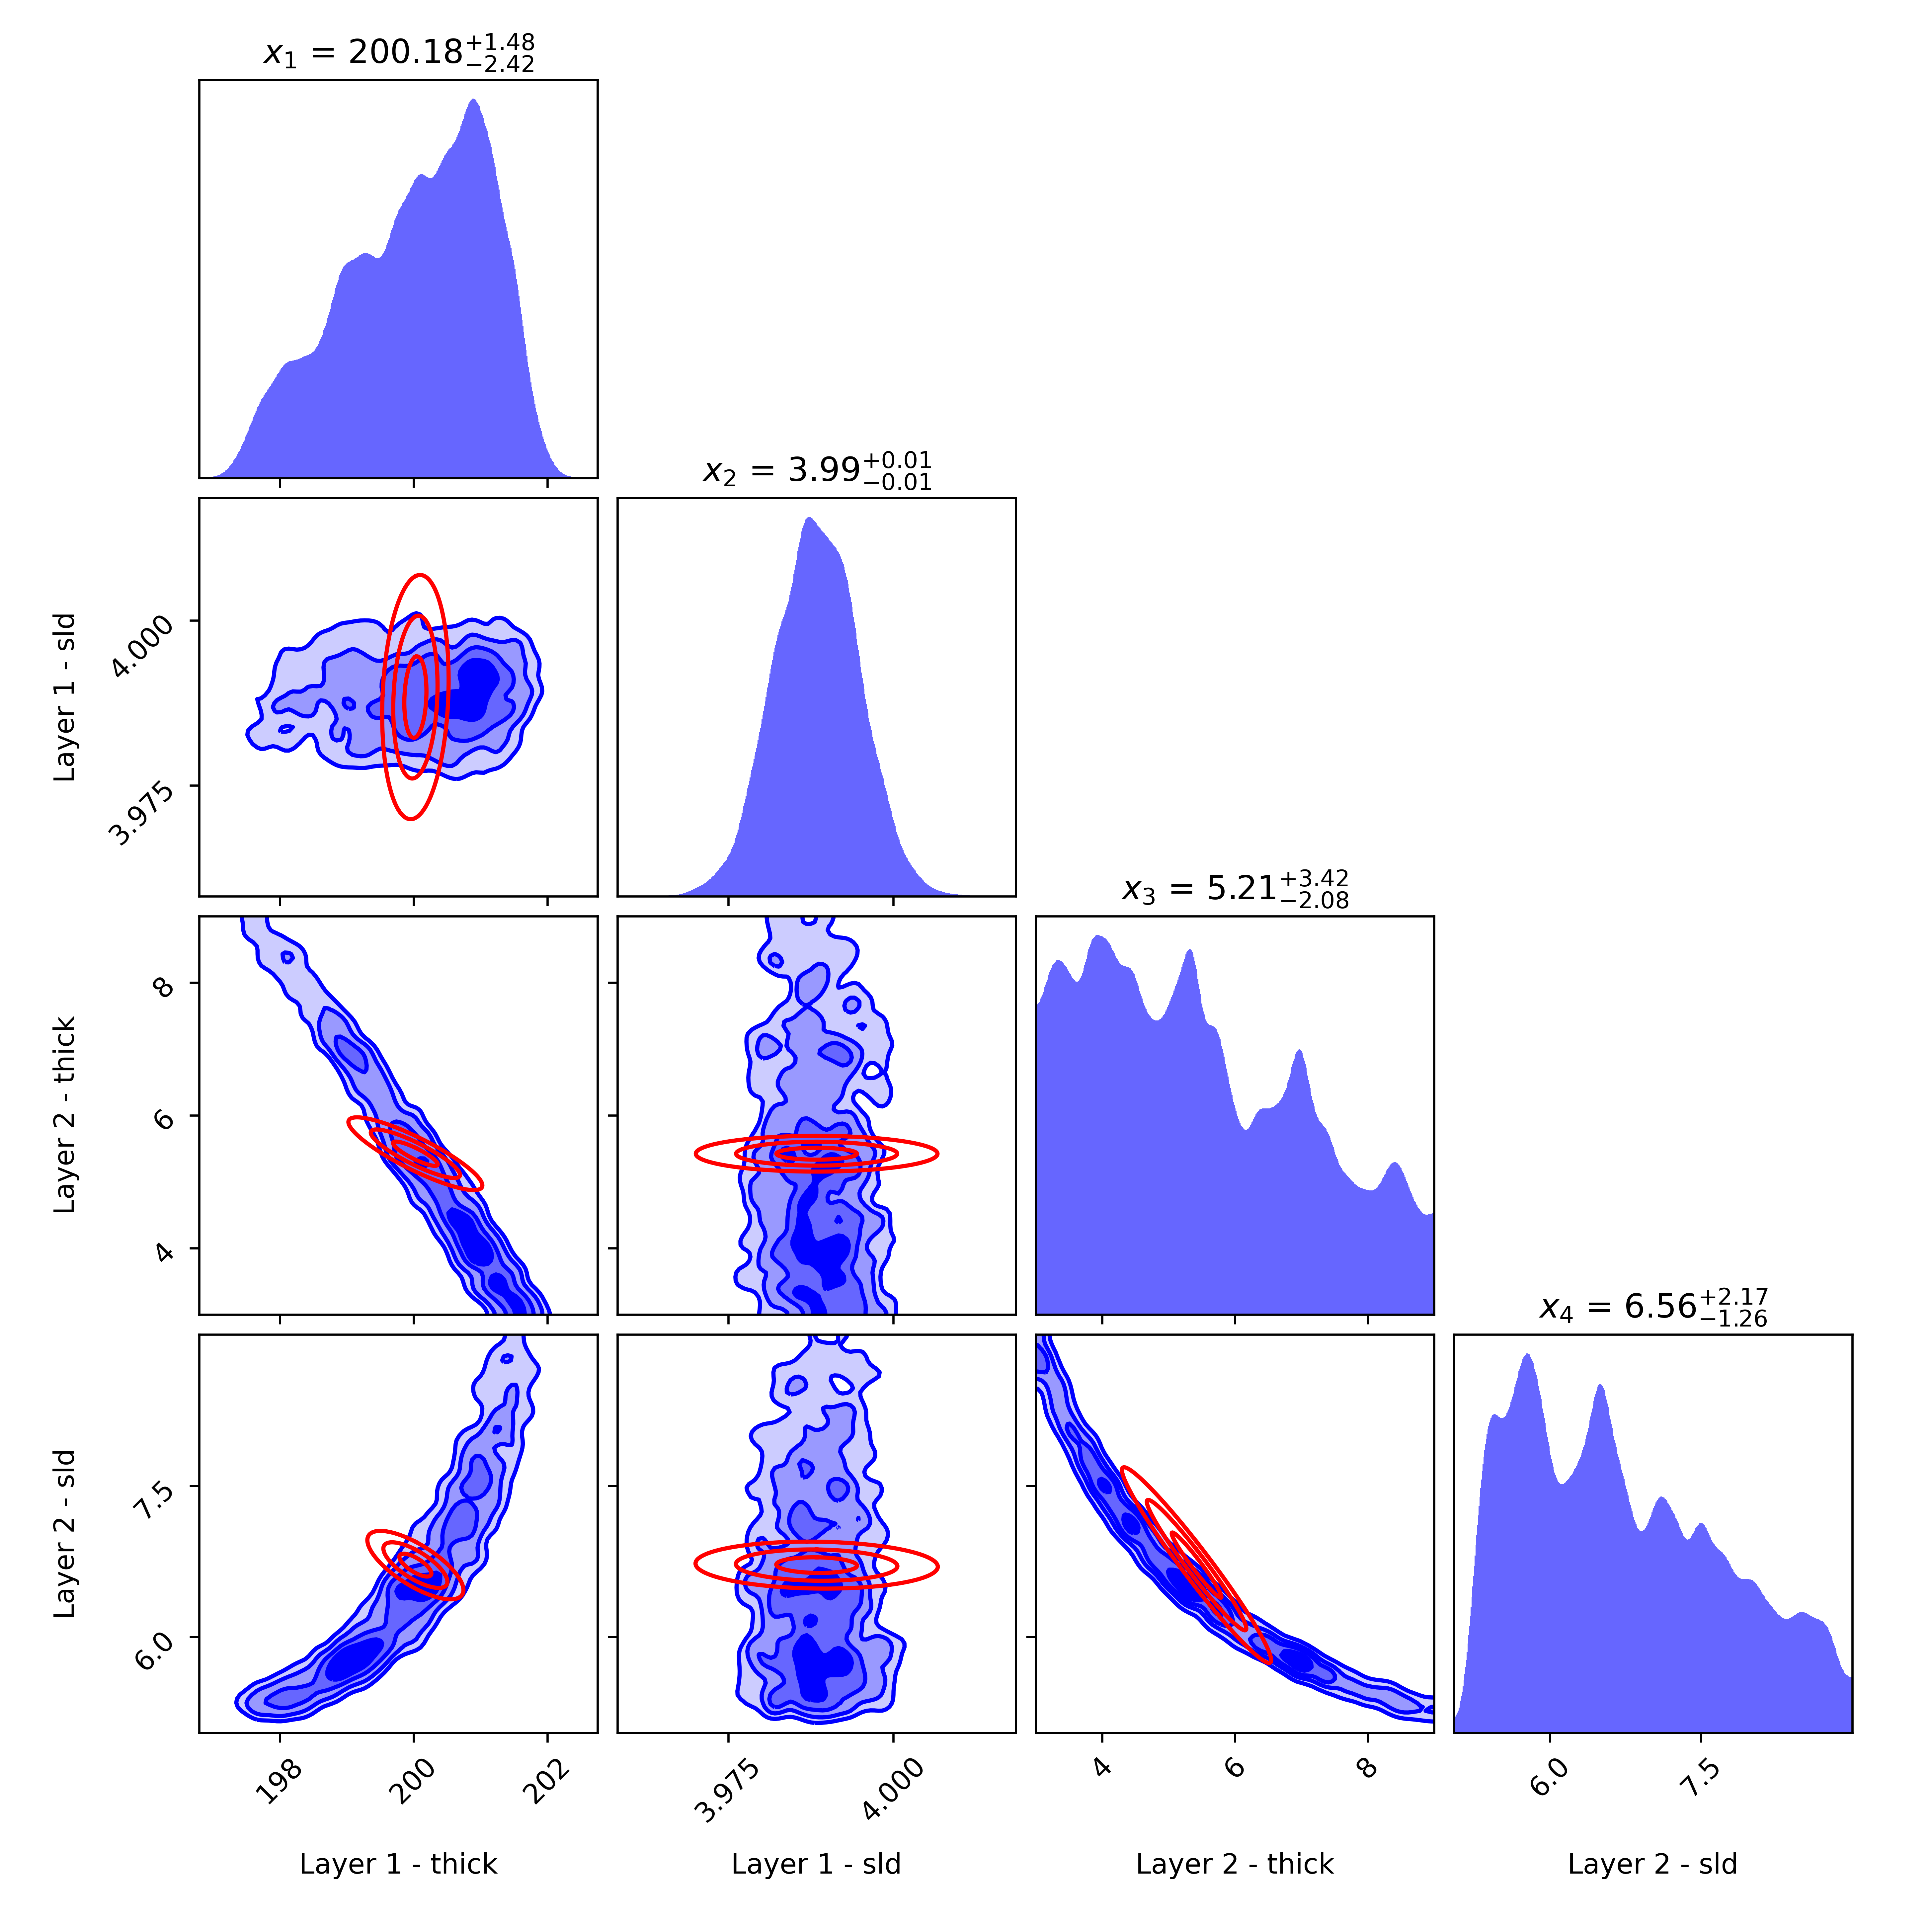 x₁ = 200.18 +1.48 −2.42
x₂ = 3.99 +0.01 −0.01
4.000
3.975
Layer 1 - sld
x₃ = 5.21 +3.42 −2.08
8
6
4
Layer 2 - thick
x₄ = 6.56 +2.17 −1.26
7.5
6.0
Layer 2 - sld
198 200 202 3.975 4.000 4 6 8 6.0 7.5
Layer 1 - thick Layer 1 - sld Layer 2 - thick Layer 2 - sld